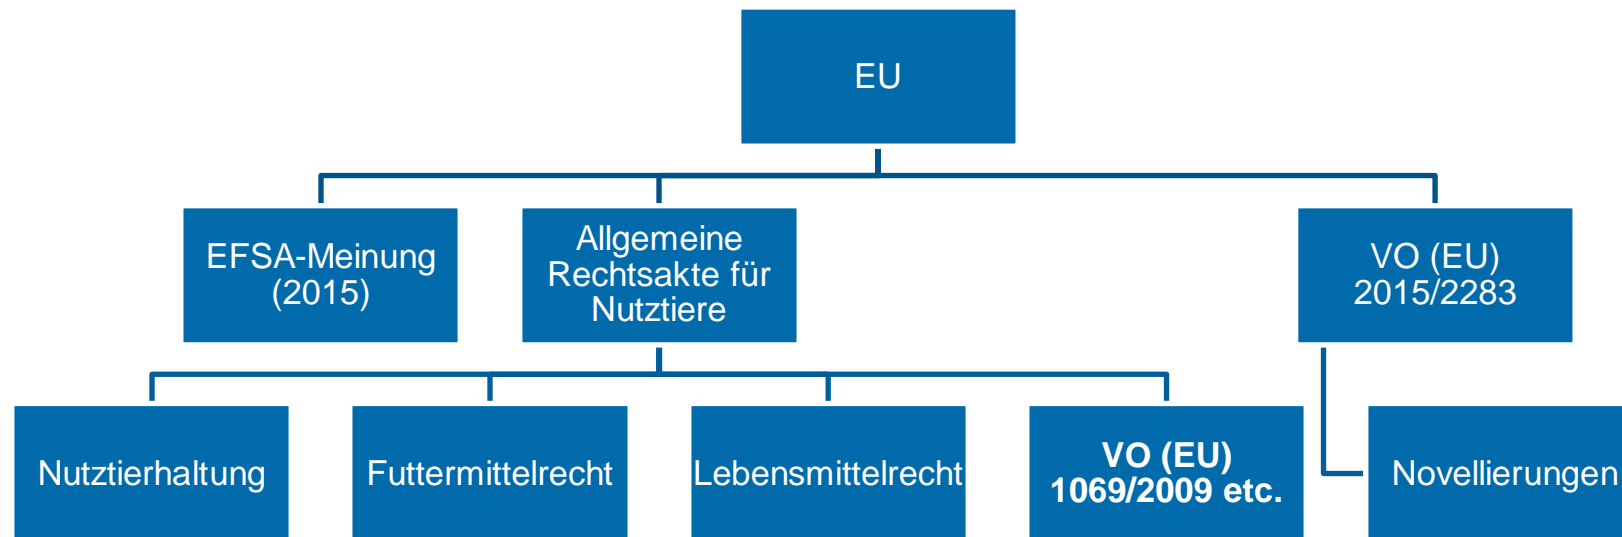 EU
EFSA-Meinung
(2015)
Allgemeine
Rechtsakte für
Nutztiere
VO (EU)
2015/2283
Nutztierhaltung
Futtermittelrecht
Lebensmittelrecht
VO (EU)
1069/2009 etc.
Novellierungen